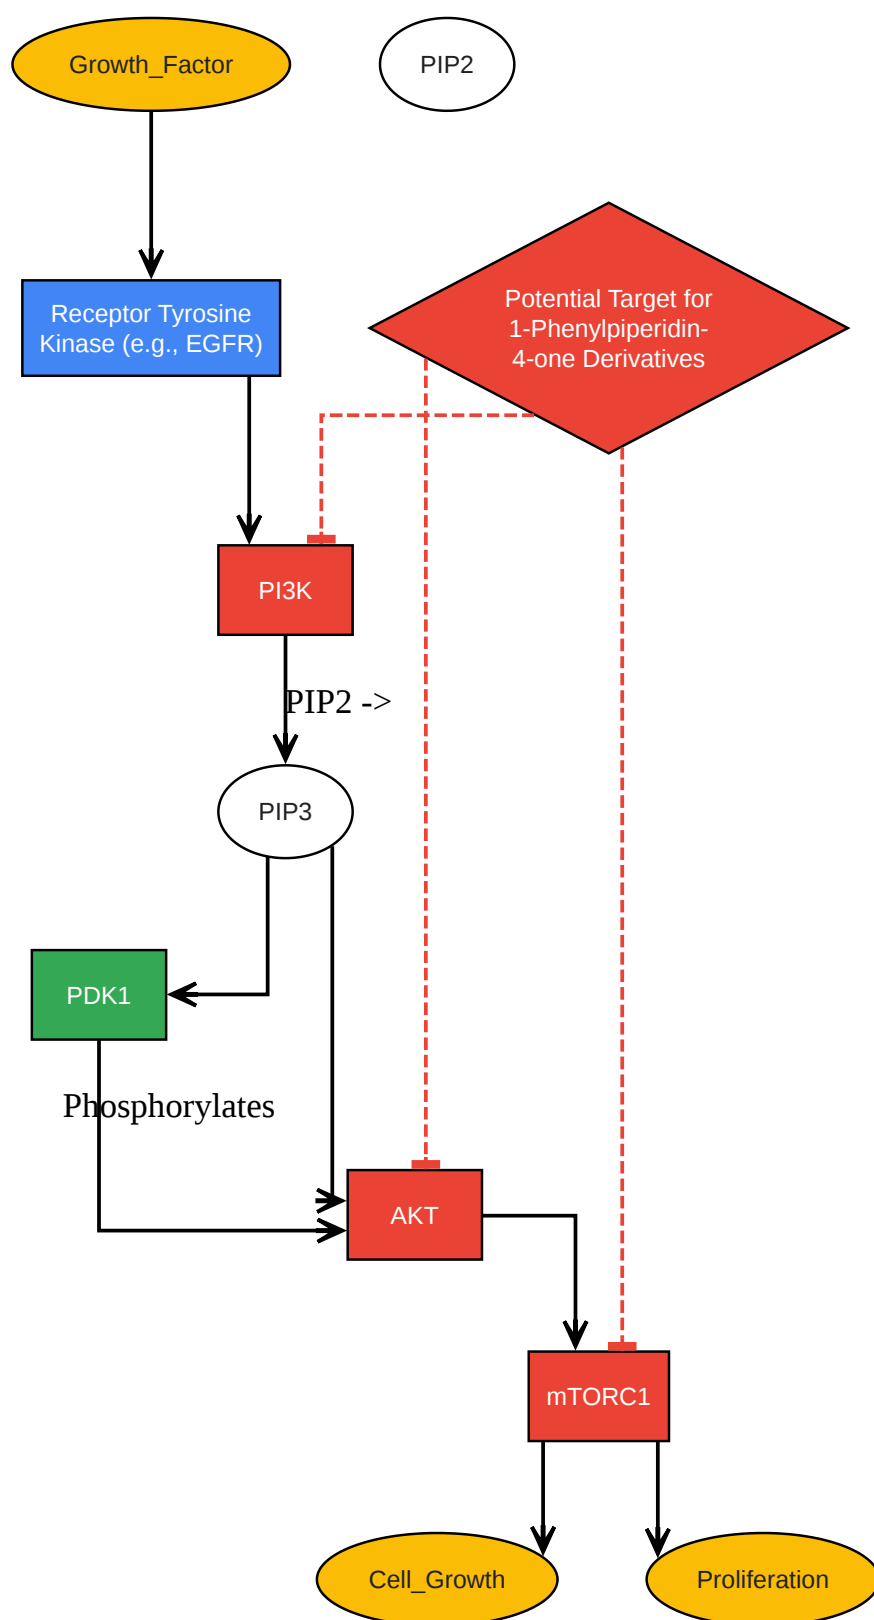 Growth_Factor
PIP2
Potential Target for
1-Phenylpiperidin-
4-one Derivatives
Receptor Tyrosine
Kinase (e.g., EGFR)
PI3K
PIP2 ->
PIP3
PDK1
Phosphorylates
AKT
mTORC1
Cell_Growth
Proliferation